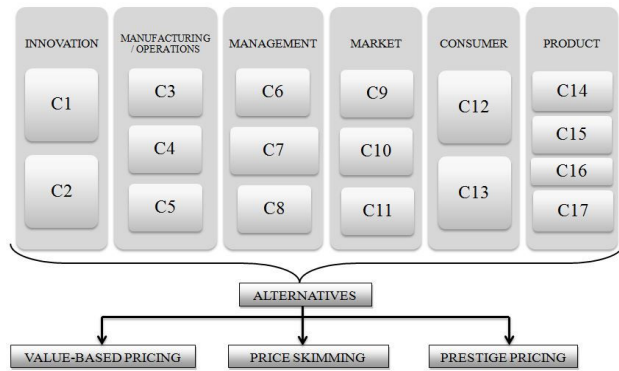 INNOVATION
C1
C2
MANUFACTURING
/ OPERATIONS
C3
C4
C5
MANAGEMENT
C6
C7
C8
MARKET
C9
C10
C11
CONSUMER
C12
C13
PRODUCT
C14
C15
C16
C17
ALTERNATIVES
VALUE-BASED PRICING
PRICE SKIMMING
PRESTIGE PRICING